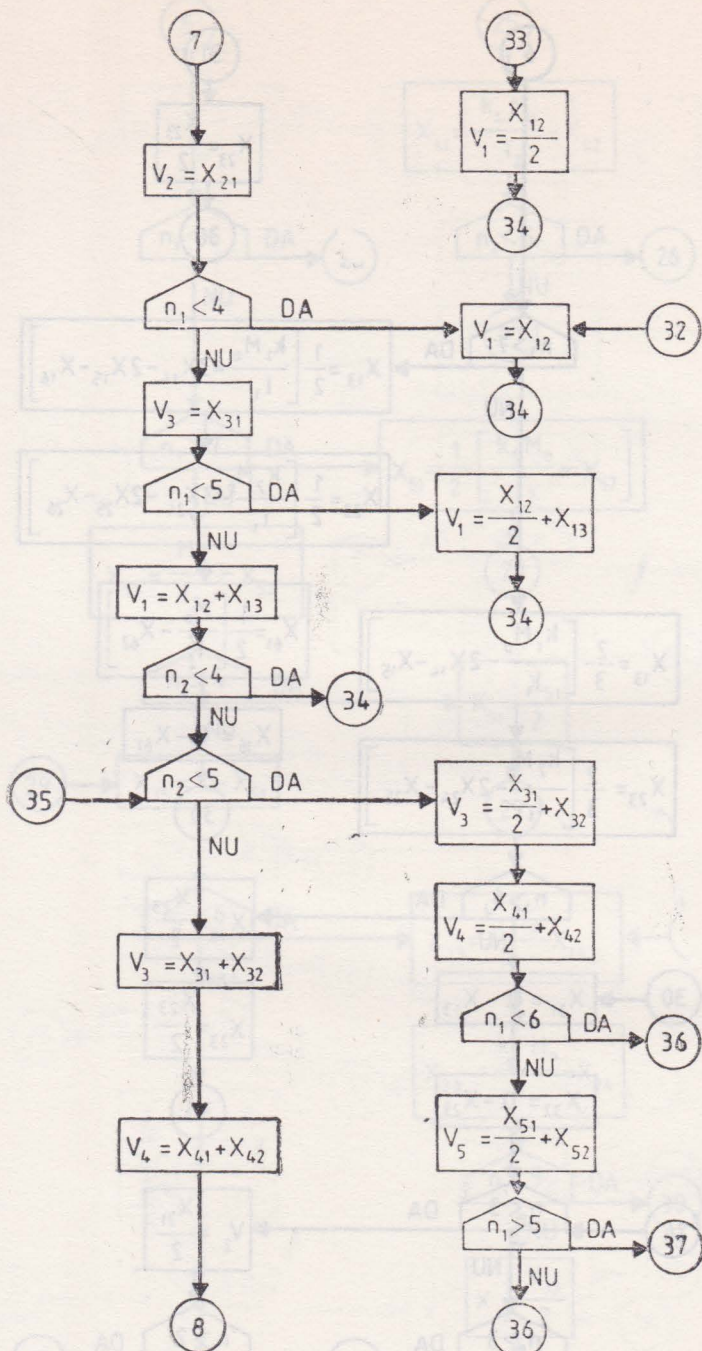 7
V₂ = X₂₁
n₁ < 4
DA
NU
V₃ = X₃₁
n₁ < 5
DA
NU
V₁ = X₁₂ + X₁₃
n₂ < 4
DA
34
NU
35
n₂ < 5
DA
NU
V₃ = X₃₁ + X₃₂
V₄ = X₄₁ + X₄₂
8
33
V₁ = X₁₂/2
34
V₁ = X₁₂
32
34
V₁ = X₁₂/2 + X₁₃
34
V₃ = X₃₁/2 + X₃₂
V₄ = X₄₁/2 + X₄₂
n₁ < 6
DA
36
NU
V₅ = X₅₁/2 + X₅₂
n₁ > 5
DA
37
NU
36